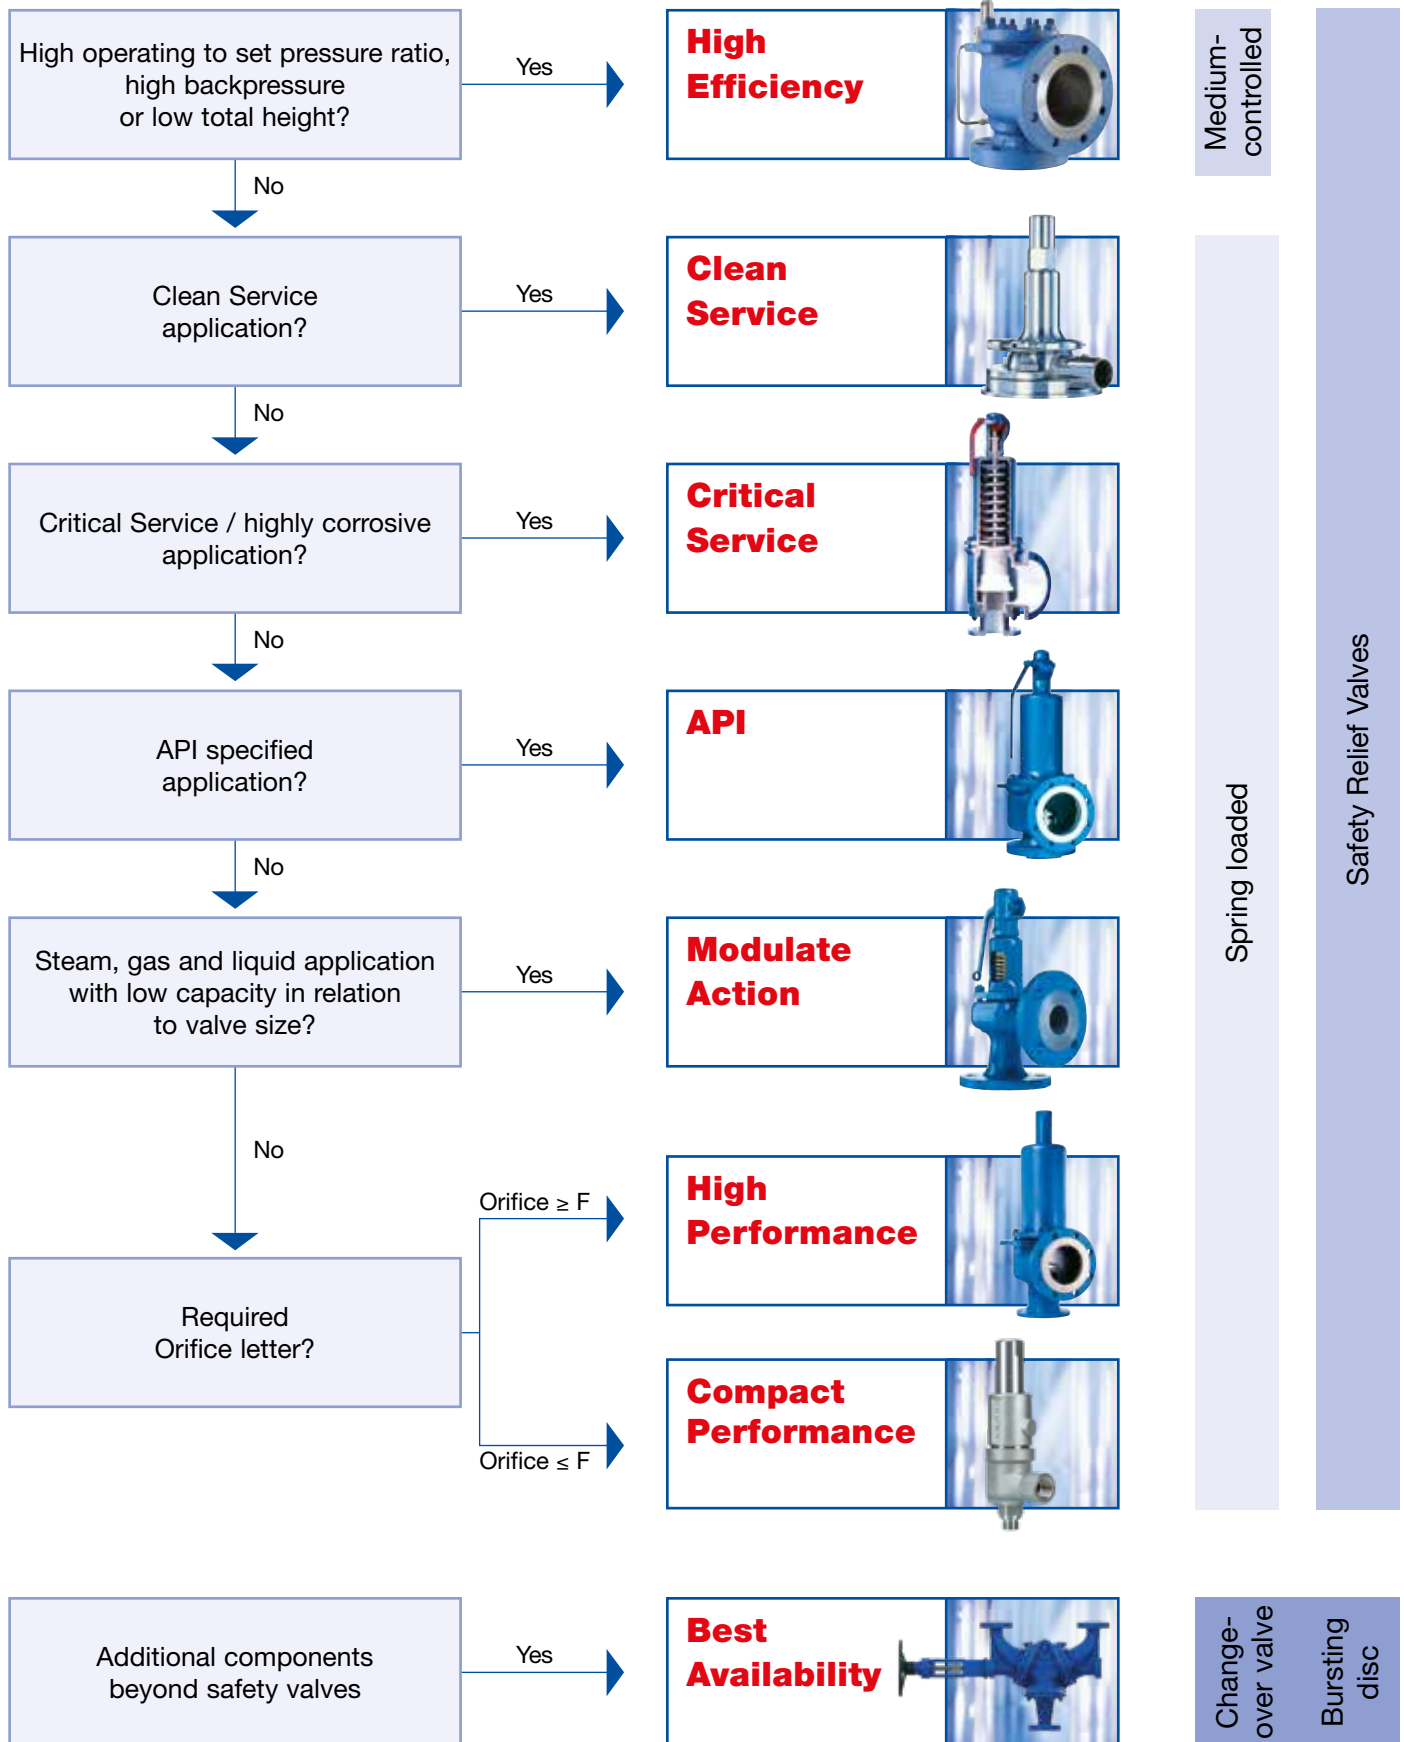 High operating to set pressure ratio,
high backpressure
or low total height?
Yes
High
Efficiency
Medium-
controlled
No
Clean Service
application?
Yes
Clean
Service
No
Critical Service / highly corrosive
application?
Yes
Critical
Service
No
API specified
application?
Yes
API
No
Steam, gas and liquid application
with low capacity in relation
to valve size?
Yes
Modulate
Action
No
Required
Orifice letter?
Orifice ≥ F
High
Performance
Orifice ≤ F
Compact
Performance
Spring loaded
Safety Relief Valves
Additional components
beyond safety valves
Yes
Best
Availability
Change-
over valve
Bursting
disc